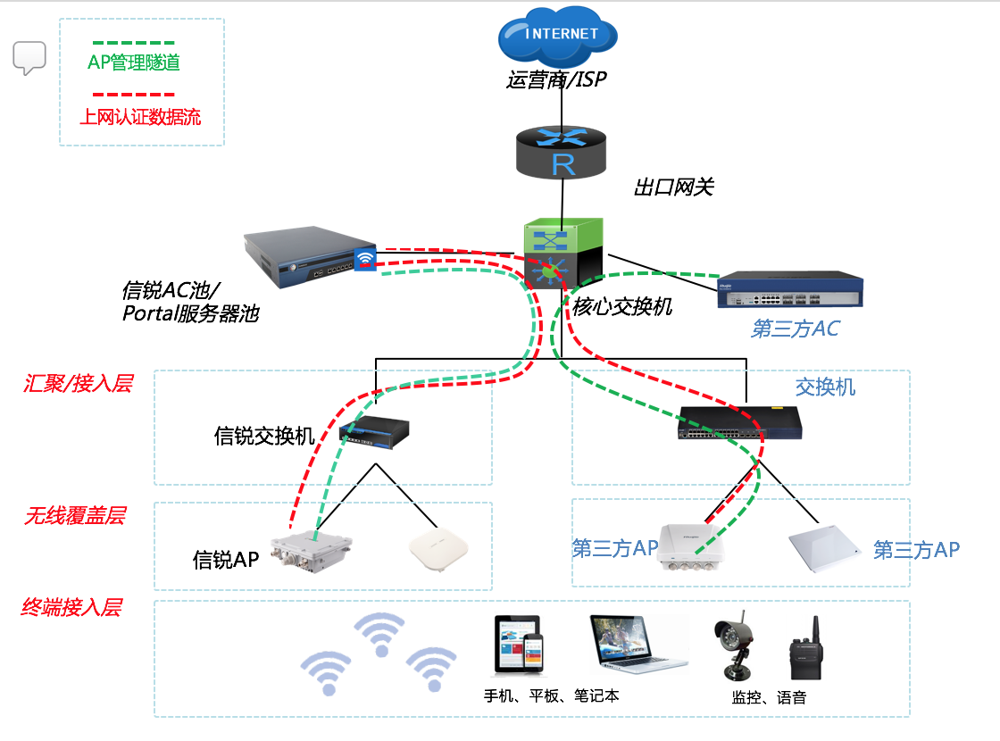 INTERNET
运营商/ISP
AP管理隧道
上网认证数据流
R
出口网关
信锐AC池/
Portal服务器池
核心交换机
第三方AC
汇聚/接入层
交换机
信锐交换机
无线覆盖层
信锐AP
第三方AP
第三方AP
终端接入层
手机、平板、笔记本
监控、语音